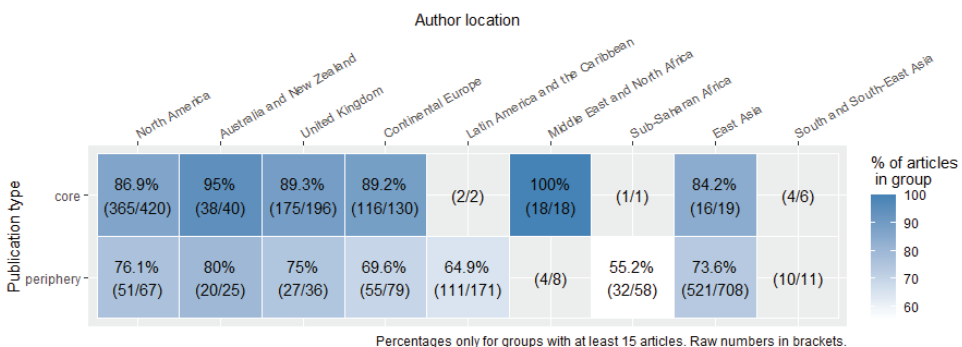 Author location
North America
Australia and New Zealand
United Kingdom
Continental Europe
Latin America and the Caribbean
Middle East and North Africa
Sub-Saharan Africa
East Asia
South and South-East Asia
Publication type
core
86.9% 95% 89.3% 89.2% 100% 84.2%
(365/420) (38/40) (175/196) (116/130) (2/2) (18/18) (1/1) (16/19) (4/6)
periphery
76.1% 80% 75% 69.6% 64.9% 55.2% 73.6%
(51/67) (20/25) (27/36) (55/79) (111/171) (4/8) (32/58) (521/708) (10/11)
% of articles
in group
100
90
80
70
60
Percentages only for groups with at least 15 articles. Raw numbers in brackets.